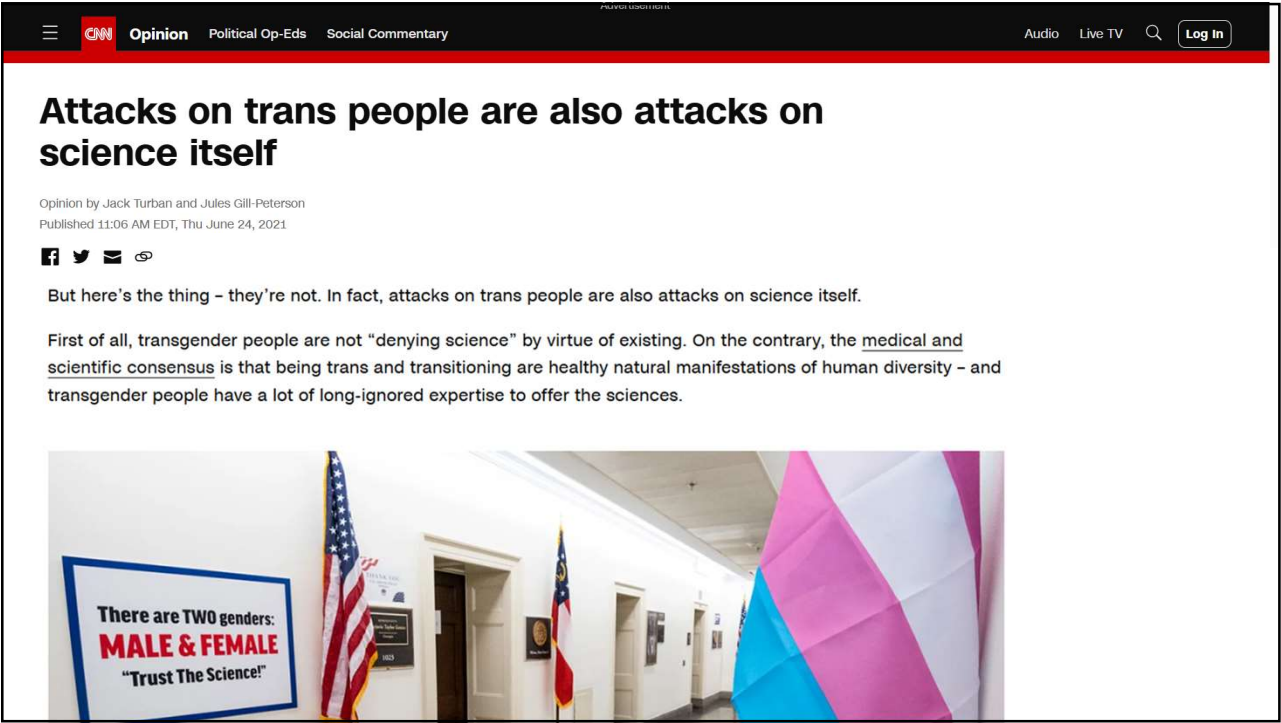 Advertisement
CNN Opinion Political Op-Eds Social Commentary Audio Live TV Log In
Attacks on trans people are also attacks on
science itself
Opinion by Jack Turban and Jules Gill-Peterson
Published 11:06 AM EDT, Thu June 24, 2021
But here's the thing – they're not. In fact, attacks on trans people are also attacks on science itself.
First of all, transgender people are not “denying science” by virtue of existing. On the contrary, the medical and
scientific consensus is that being trans and transitioning are healthy natural manifestations of human diversity – and
transgender people have a lot of long-ignored expertise to offer the sciences.
There are TWO genders:
MALE & FEMALE
"Trust The Science!"
THANK YOU
1023